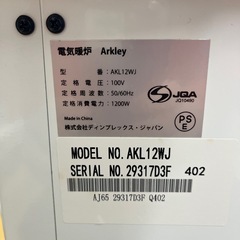 電気暖炉 Arkley
型 番 : AKL12WJ
定格電圧 : 100V
定格周波数 : 50/60Hz
定格消費電力 : 1200W
Made in China
株式会社ディンプレックス・ジャパン
JQA
JQ10490
PS
E
MODEL NO. AKL12WJ
SERIAL NO. 29317D3F 402
AJ65 29317D3F Q402